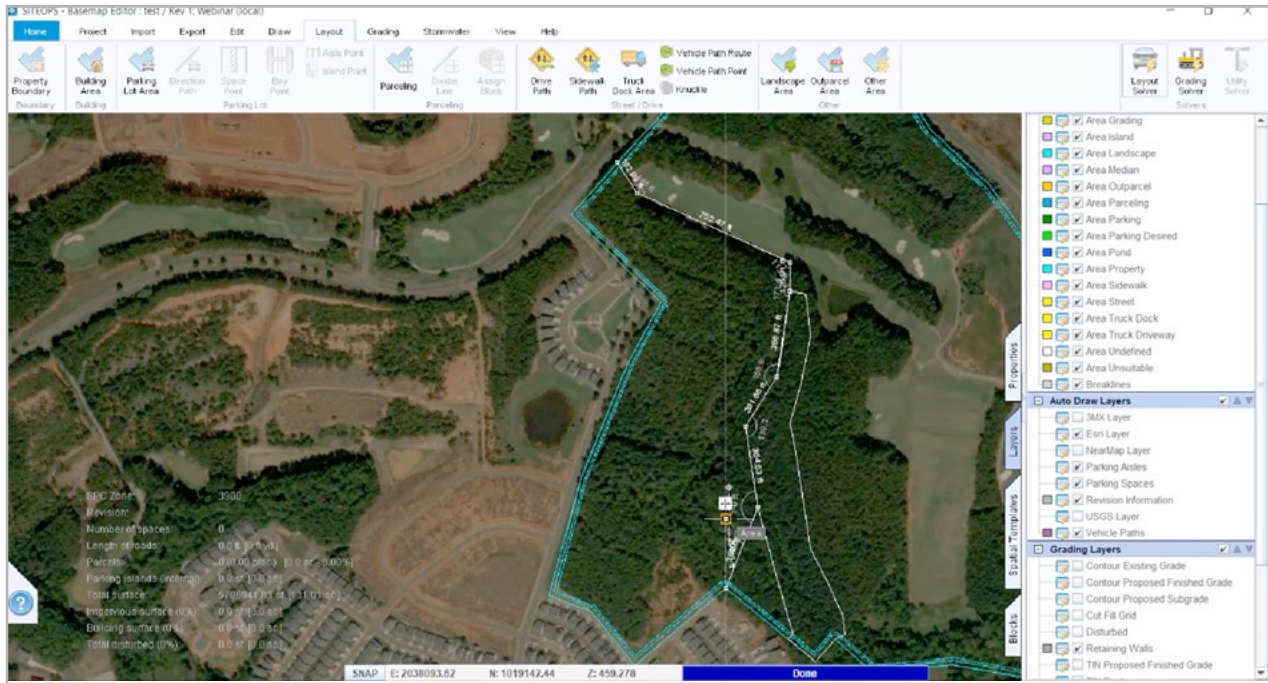 SITEOPS - Basemap Editor : test / Rev 1: Webinar (local)
Home Project Import Export Edit Draw Layout Grading Stormwater View Help
Property Boundary
Building Area
Parking Lot Area
Direction Path
Space Point
Bay Point
Axis Point
Island Point
Parceling
Divider Line
Assign Block
Drive Path
Sidewalk Path
Truck Dock Area
Vehicle Path Route
Vehicle Path Point
Knuckle
Landscape Area
Outparcel Area
Other Area
Layout Solver
Grading Solver
Utility Solver
Boundary Building Parking Lot Parceling Street / Drive Other Solvers
Area Grading
Area Island
Area Landscape
Area Median
Area Outparcel
Area Parceling
Area Parking
Area Parking Desired
Area Pond
Area Property
Area Sidewalk
Area Street
Area Truck Dock
Area Truck Driveway
Area Undefined
Area Unsuitable
Breaklines
Auto Draw Layers
3MX Layer
Esri Layer
NearMap Layer
Parking Aisles
Parking Spaces
Revision Information
USGS Layer
Vehicle Paths
Grading Layers
Contour Existing Grade
Contour Proposed Finished Grade
Contour Proposed Subgrade
Cut Fill Grid
Disturbed
Retaining Walls
TIN Proposed Finished Grade
Properties
Layers
Spatial Templates
Blocks
Area
SPC Zone: 3900
Revision:
Number of spaces: 0
Length of roads:
Parcels:
Parking islands
Total surface:
Impervious surface (0%):
Building surface (0%):
Total disturbed (0%):
SNAP E: 2038093.62 N: 1019142.44 Z: 459.278 Done